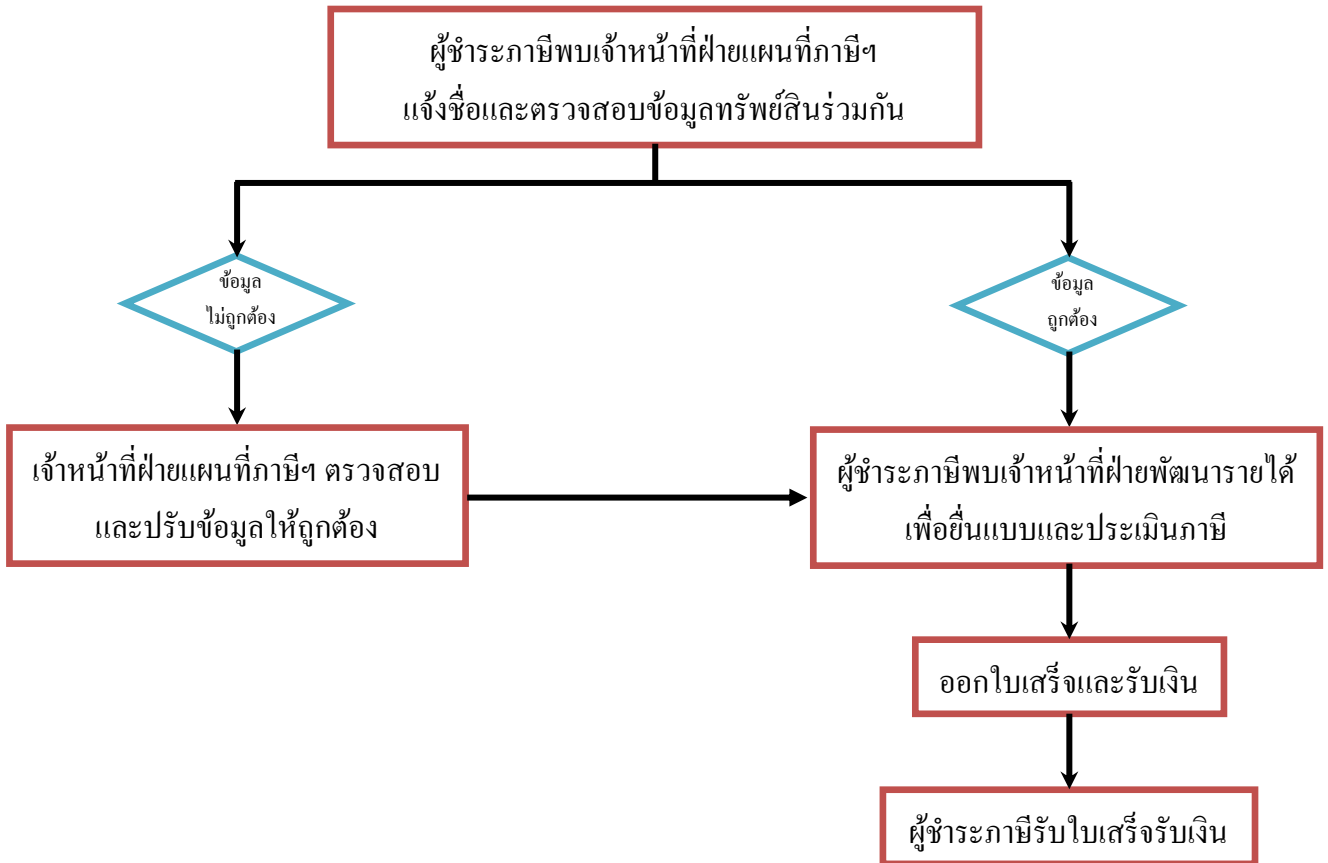 ผู้ชำระภาษีพบเจ้าหน้าที่ฝ่ายแผนที่ภาษีฯ
แจ้งชื่อและตรวจสอบข้อมูลทรัพย์สินร่วมกัน
ข้อมูล
ไม่ถูกต้อง
ข้อมูล
ถูกต้อง
เจ้าหน้าที่ฝ่ายแผนที่ภาษีฯ ตรวจสอบ
และปรับข้อมูลให้ถูกต้อง
ผู้ชำระภาษีพบเจ้าหน้าที่ฝ่ายพัฒนารายได้
เพื่อยื่นแบบและประเมินภาษี
ออกใบเสร็จและรับเงิน
ผู้ชำระภาษีรับใบเสร็จรับเงิน